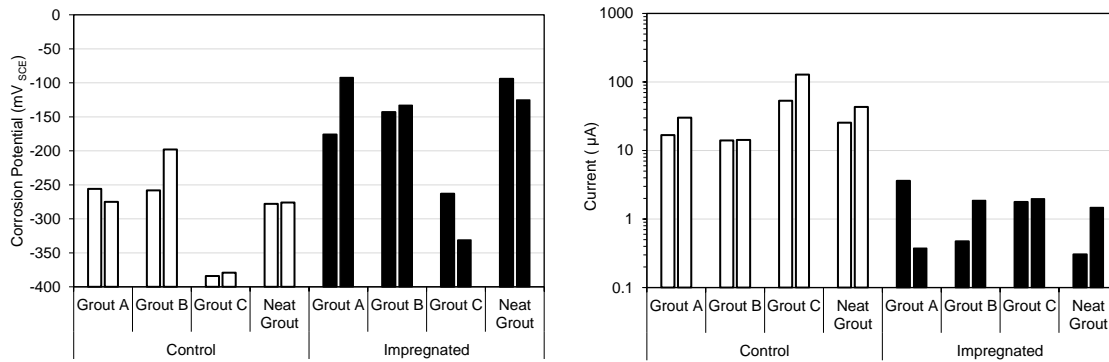 0
-50
-100
-150
-200
-250
-300
-350
-400
Corrosion Potential (mV SCE)
Grout A Grout B Grout C Neat Grout Grout A Grout B Grout C Neat Grout
Control Impregnated
1000
100
10
1
0.1
Current ( µA)
Grout A Grout B Grout C Neat Grout Grout A Grout B Grout C Neat Grout
Control Impregnated